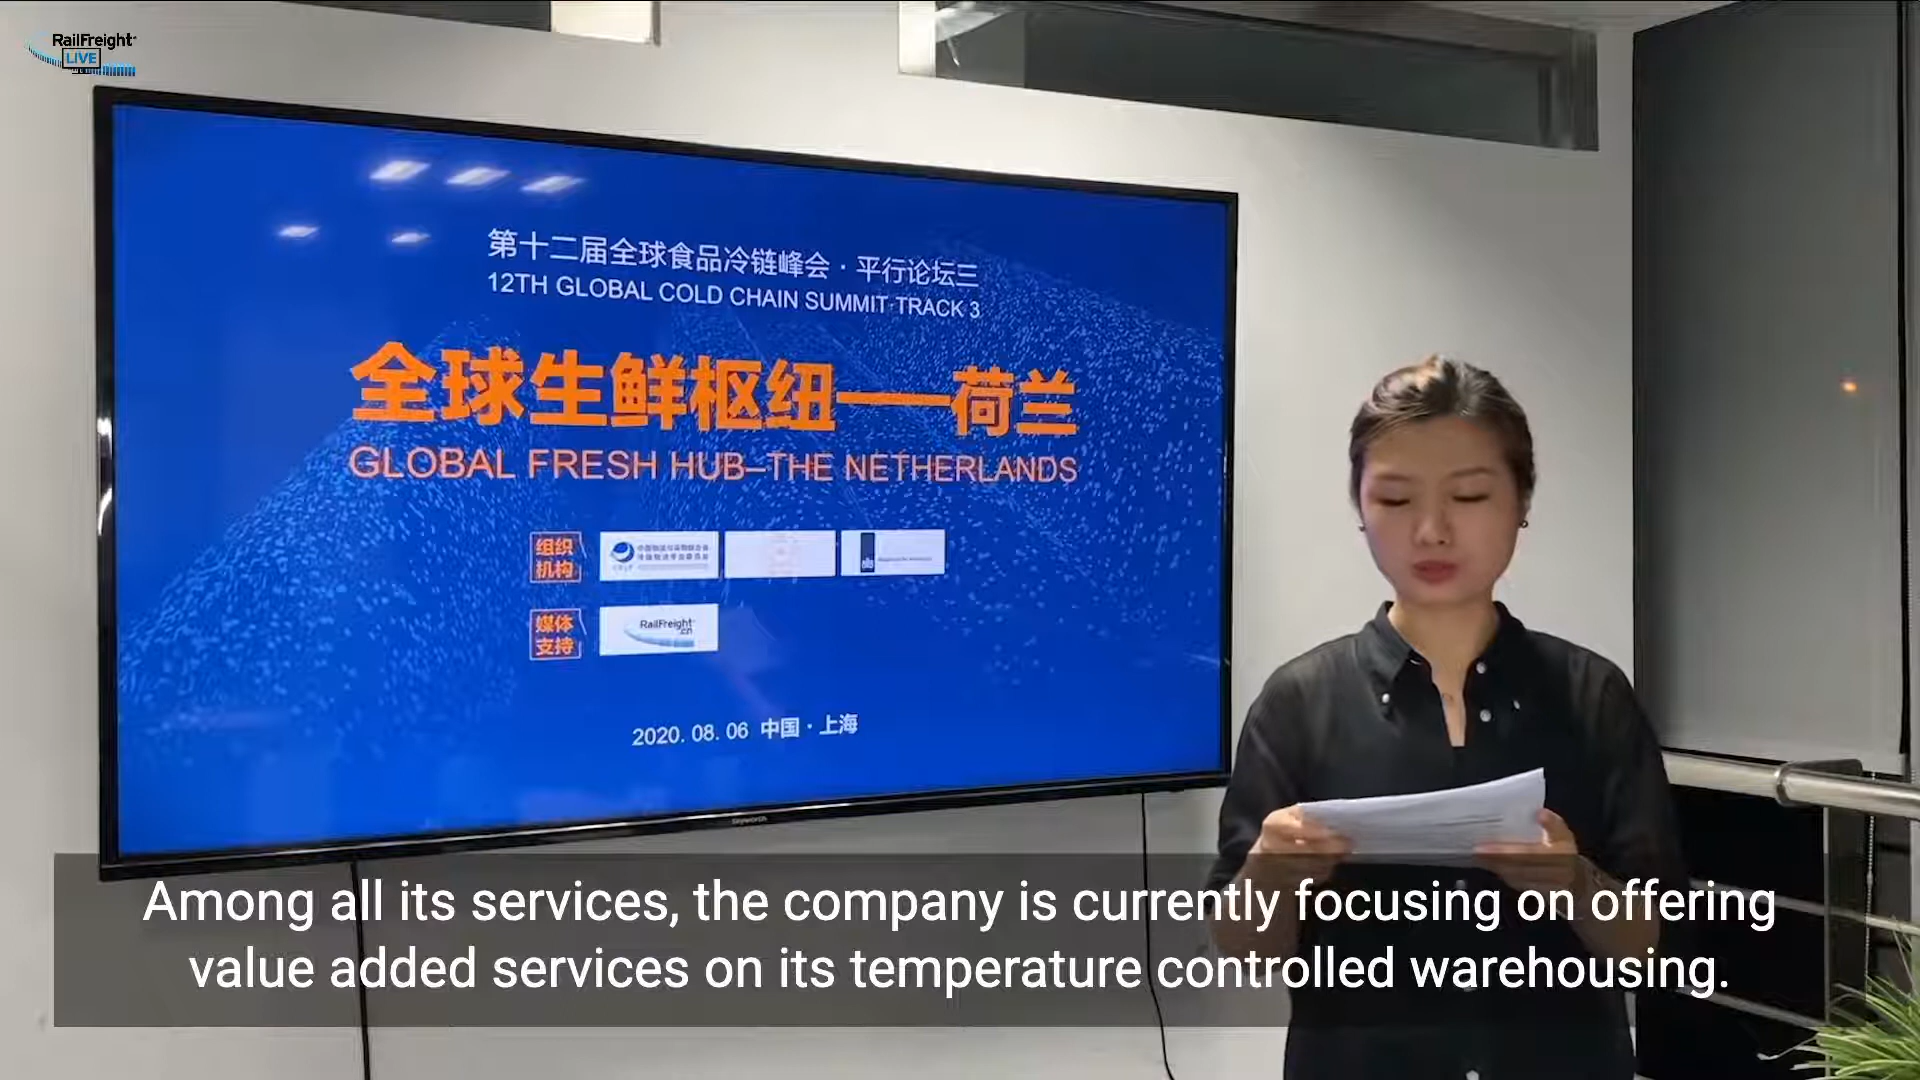 RailFreight
LIVE
第十二届全球食品冷链峰会·平行论坛三
12TH GLOBAL COLD CHAIN SUMMIT·TRACK 3
全球生鲜枢纽——荷兰
GLOBAL FRESH HUB–THE NETHERLANDS
组织
机构
媒体
支持
RailFreight
.cn
2020. 08. 06 中国·上海
Skyworth
Among all its services, the company is currently focusing on offering
value added services on its temperature controlled warehousing.